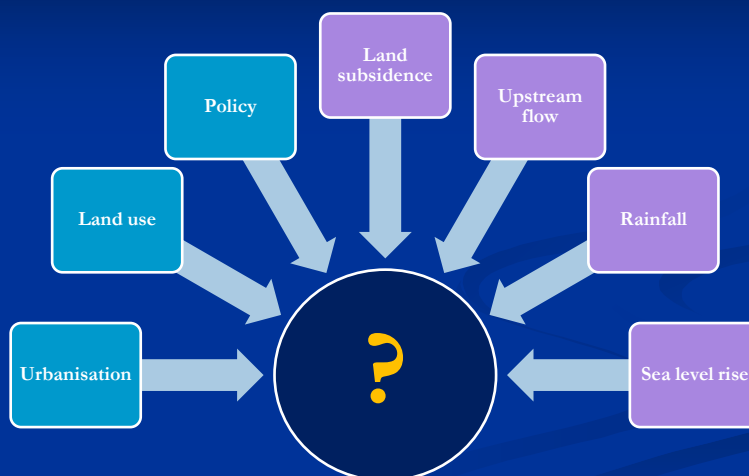 Land
subsidence
Policy
Upstream
flow
Land use
Rainfall
Urbanisation
?
Sea level rise